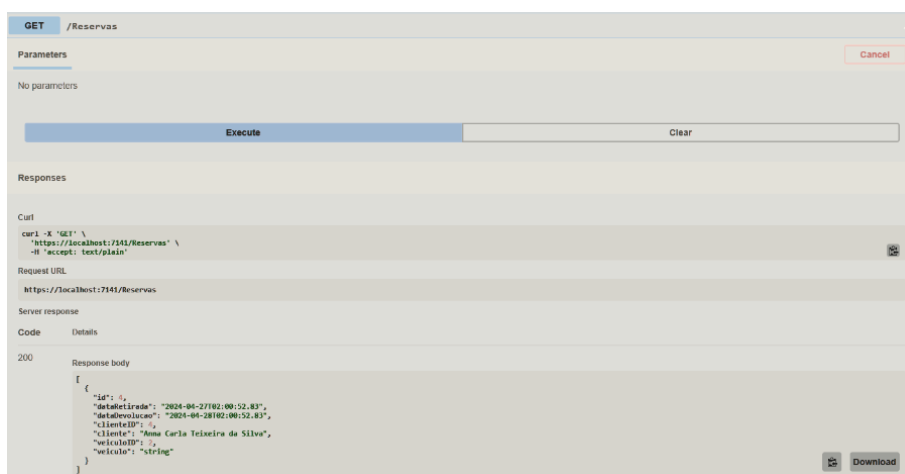 GET /Reservas
Parameters
Cancel
No parameters
Execute
Clear
Responses
Curl
curl -X 'GET' \
'https://localhost:7141/Reservas' \
-H 'accept: text/plain'
Request URL
https://localhost:7141/Reservas
Server response
Code Details
200
Response body
[
{
"id": 4,
"dataRetirada": "2024-04-27T02:00:52.83",
"dataDevolucao": "2024-04-28T02:00:52.83",
"clienteID": 4,
"cliente": "Anna Carla Teixeira da Silva",
"veiculoID": 2,
"veiculo": "string"
}
]
Download